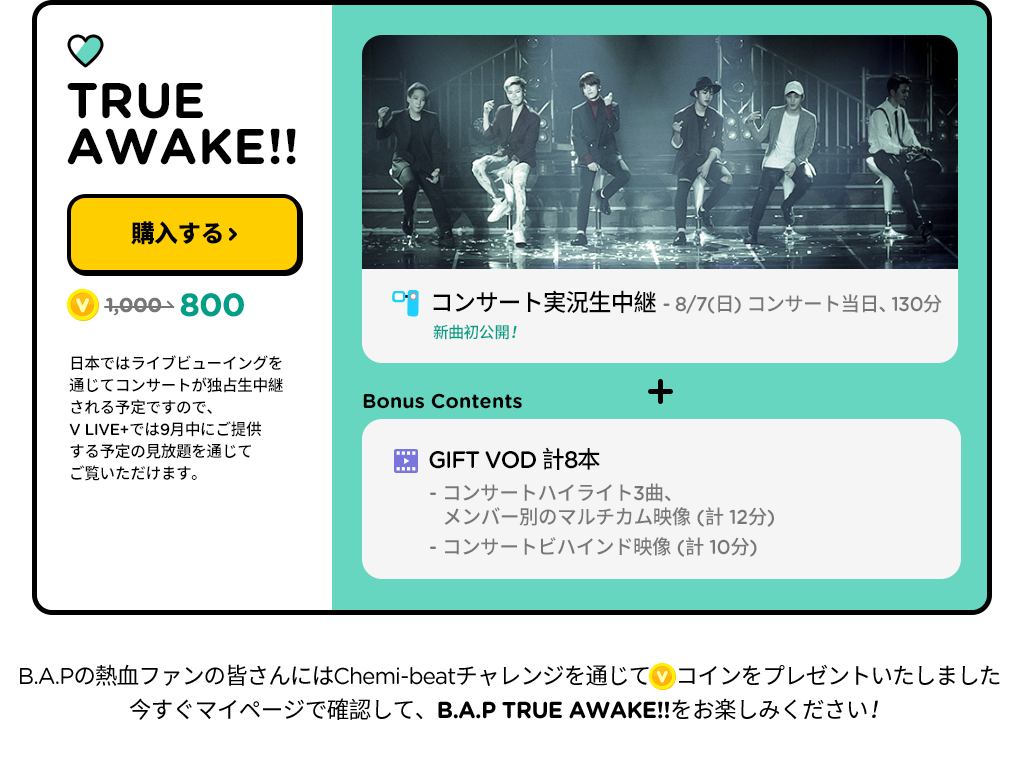 TRUE
AWAKE!!
購入する ›
V 1,000 800
日本ではライブビューイングを
通じてコンサートが独占生中継
される予定ですので、
V LIVE+では9月中にご提供
する予定の見放題を通じて
ご覧いただけます。
コンサート実況生中継 - 8/7(日) コンサート当日、130分
新曲初公開!
+
Bonus Contents
GIFT VOD 計8本
- コンサートハイライト3曲、
メンバー別のマルチカム映像 (計 12分)
- コンサートビハインド映像 (計 10分)
B.A.Pの熱血ファンの皆さんにはChemi-beatチャレンジを通じてVコインをプレゼントいたしました
今すぐマイページで確認して、B.A.P TRUE AWAKE!!をお楽しみください!